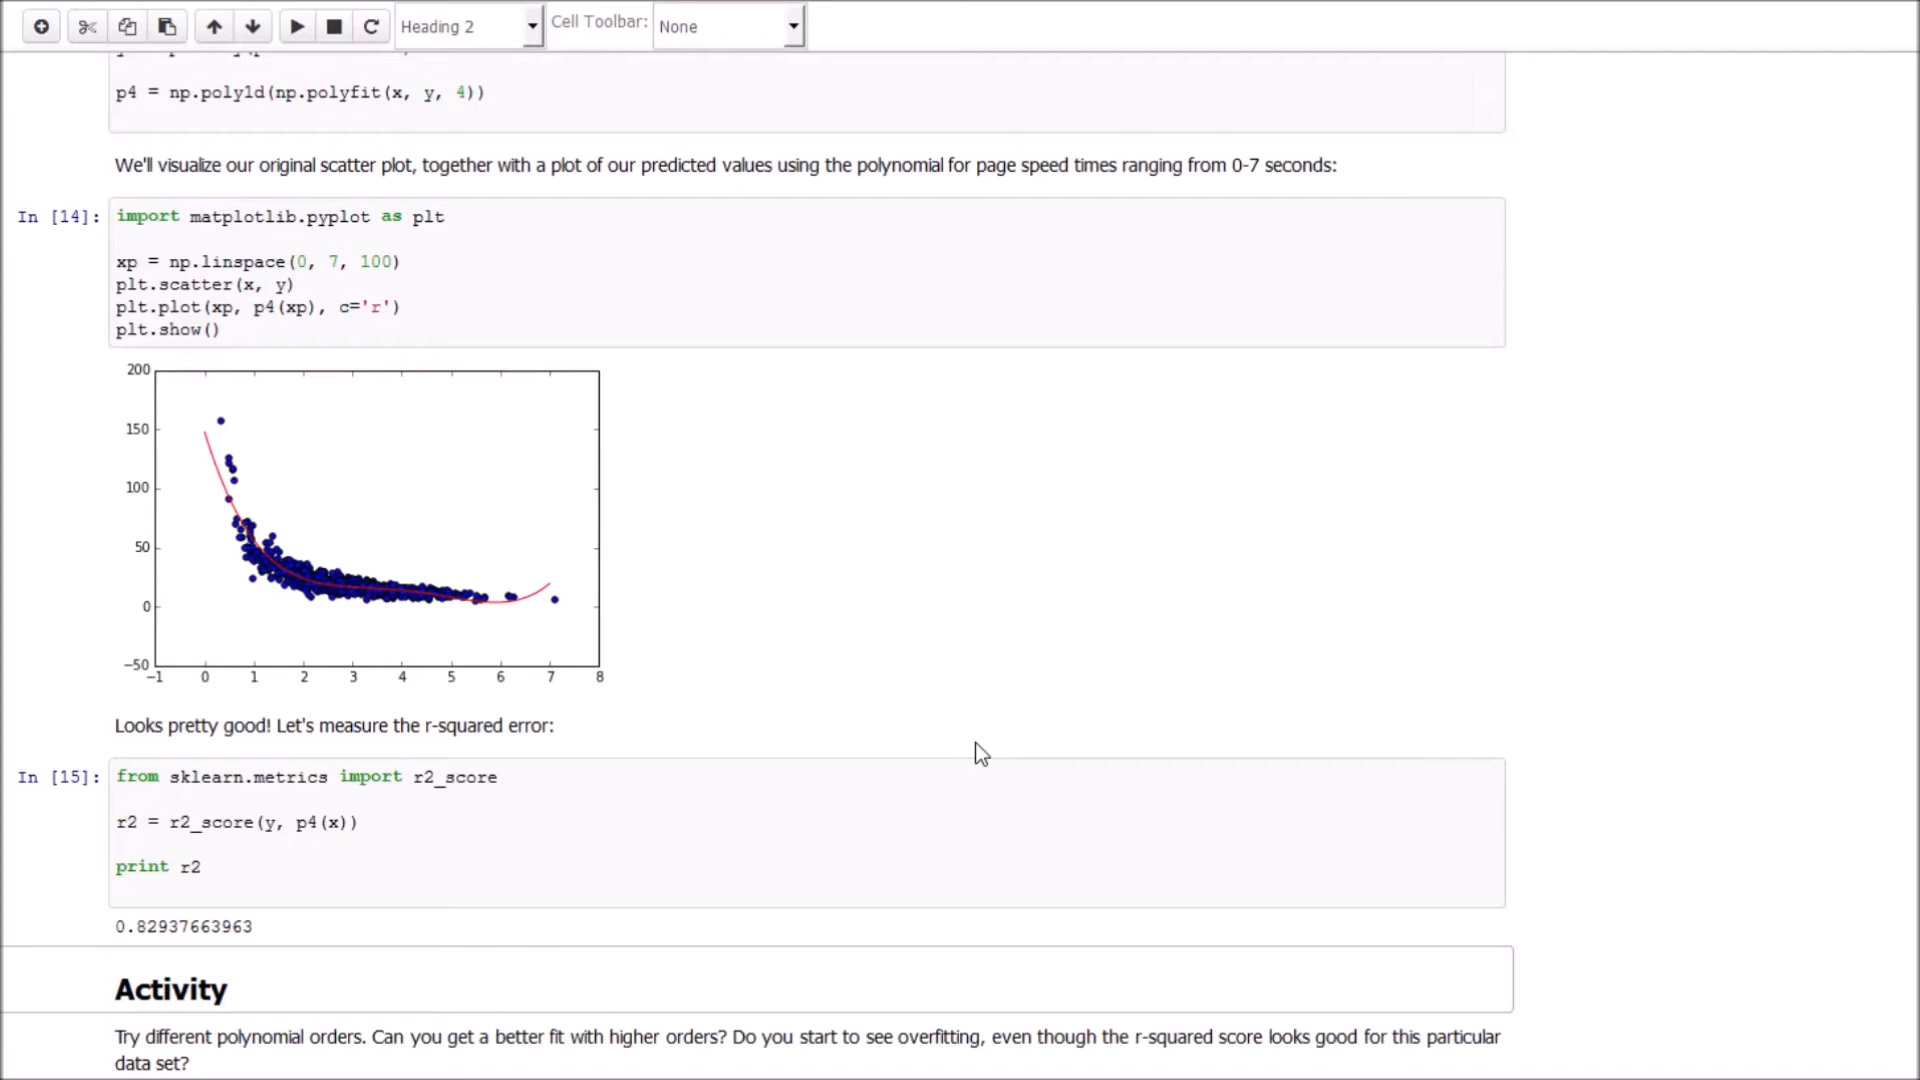 Heading 2
Cell Toolbar:
None
p4 = np.poly1d(np.polyfit(x, y, 4))
We'll visualize our original scatter plot, together with a plot of our predicted values using the polynomial for page speed times ranging from 0-7 seconds:
In [14]:
import matplotlib.pyplot as plt
xp = np.linspace(0, 7, 100)
plt.scatter(x, y)
plt.plot(xp, p4(xp), c='r')
plt.show()
200
150
100
50
0
−50
−1 0 1 2 3 4 5 6 7 8
Looks pretty good! Let's measure the r-squared error:
In [15]:
from sklearn.metrics import r2_score
r2 = r2_score(y, p4(x))
print r2
0.82937663963
Activity
Try different polynomial orders. Can you get a better fit with higher orders? Do you start to see overfitting, even though the r-squared score looks good for this particular
data set?